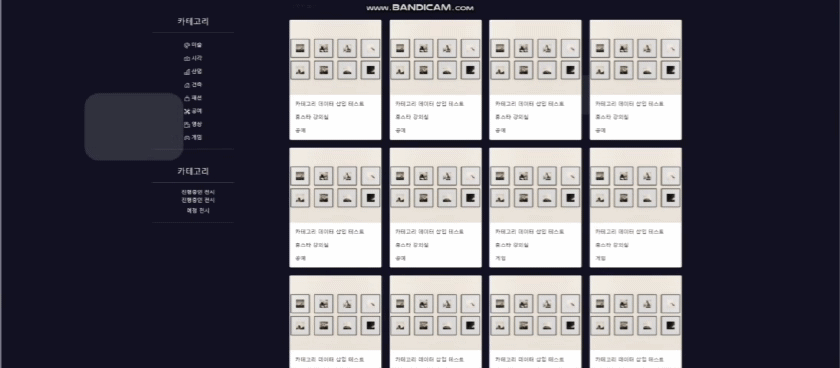 www.BANDICAM.com
카테고리
미술
시각
산업
건축
패션
공예
영상
게임
카테고리
진행중인 전시
진행중인 전시
예정 전시
카테고리 데이터 삽입 테스트
홍스타 강의실
공예
카테고리 데이터 삽입 테스트
홍스타 강의실
공예
카테고리 데이터 삽입 테스트
홍스타 강의실
공예
카테고리 데이터 삽입 테스트
홍스타 강의실
공예
카테고리 데이터 삽입 테스트
홍스타 강의실
공예
카테고리 데이터 삽입 테스트
홍스타 강의실
공예
카테고리 데이터 삽입 테스트
홍스타 강의실
게임
카테고리 데이터 삽입 테스트
홍스타 강의실
게임
카테고리 데이터 삽입 테스트
카테고리 데이터 삽입 테스트
카테고리 데이터 삽입 테스트
카테고리 데이터 삽입 테스트